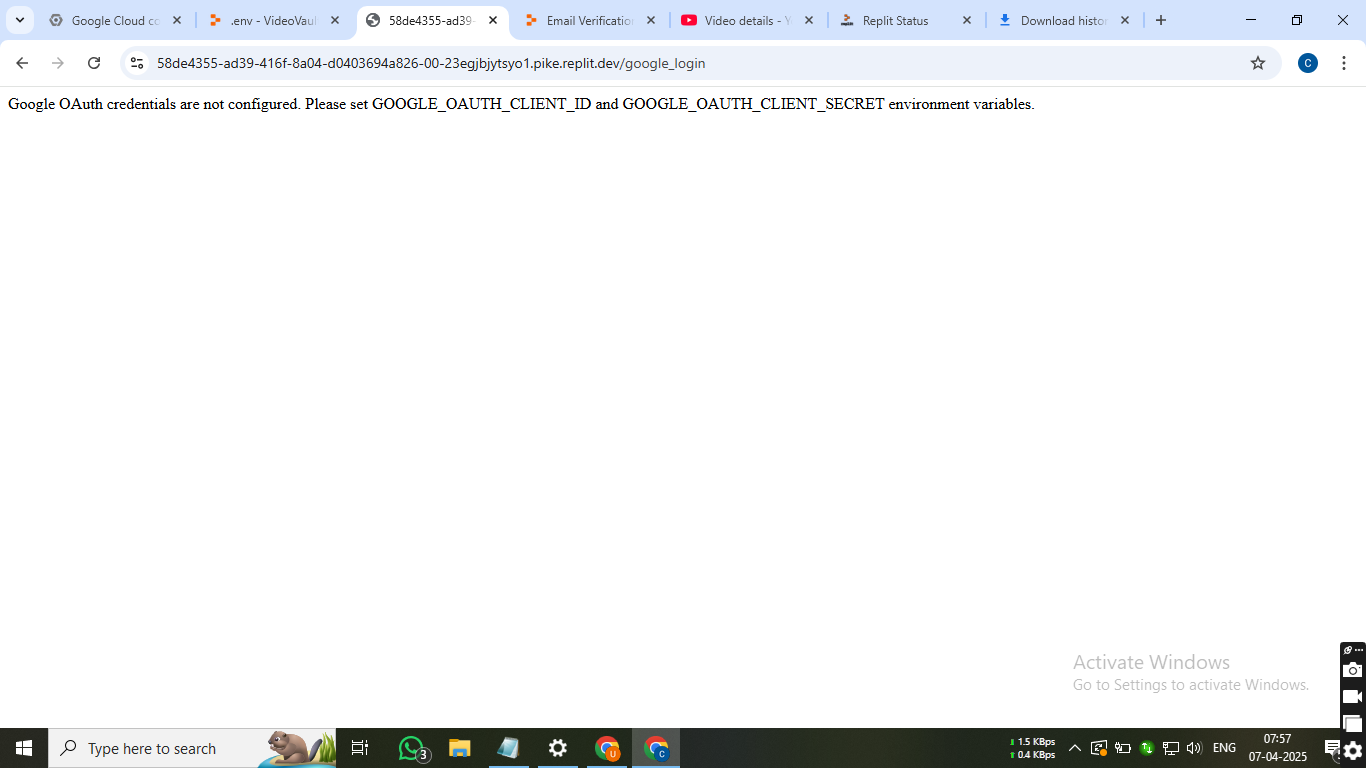 Google Cloud co
.env - VideoVaul
58de4355-ad39-
Email Verification
Video details - Y
Replit Status
Download histor
58de4355-ad39-416f-8a04-d0403694a826-00-23egjbjytsyo1.pike.replit.dev/google_login
C
Google OAuth credentials are not configured. Please set GOOGLE_OAUTH_CLIENT_ID and GOOGLE_OAUTH_CLIENT_SECRET environment variables.
Activate Windows
Go to Settings to activate Windows.
Type here to search
3
U
C
1.5 KBps
0.4 KBps
ENG
07:57
07-04-2025